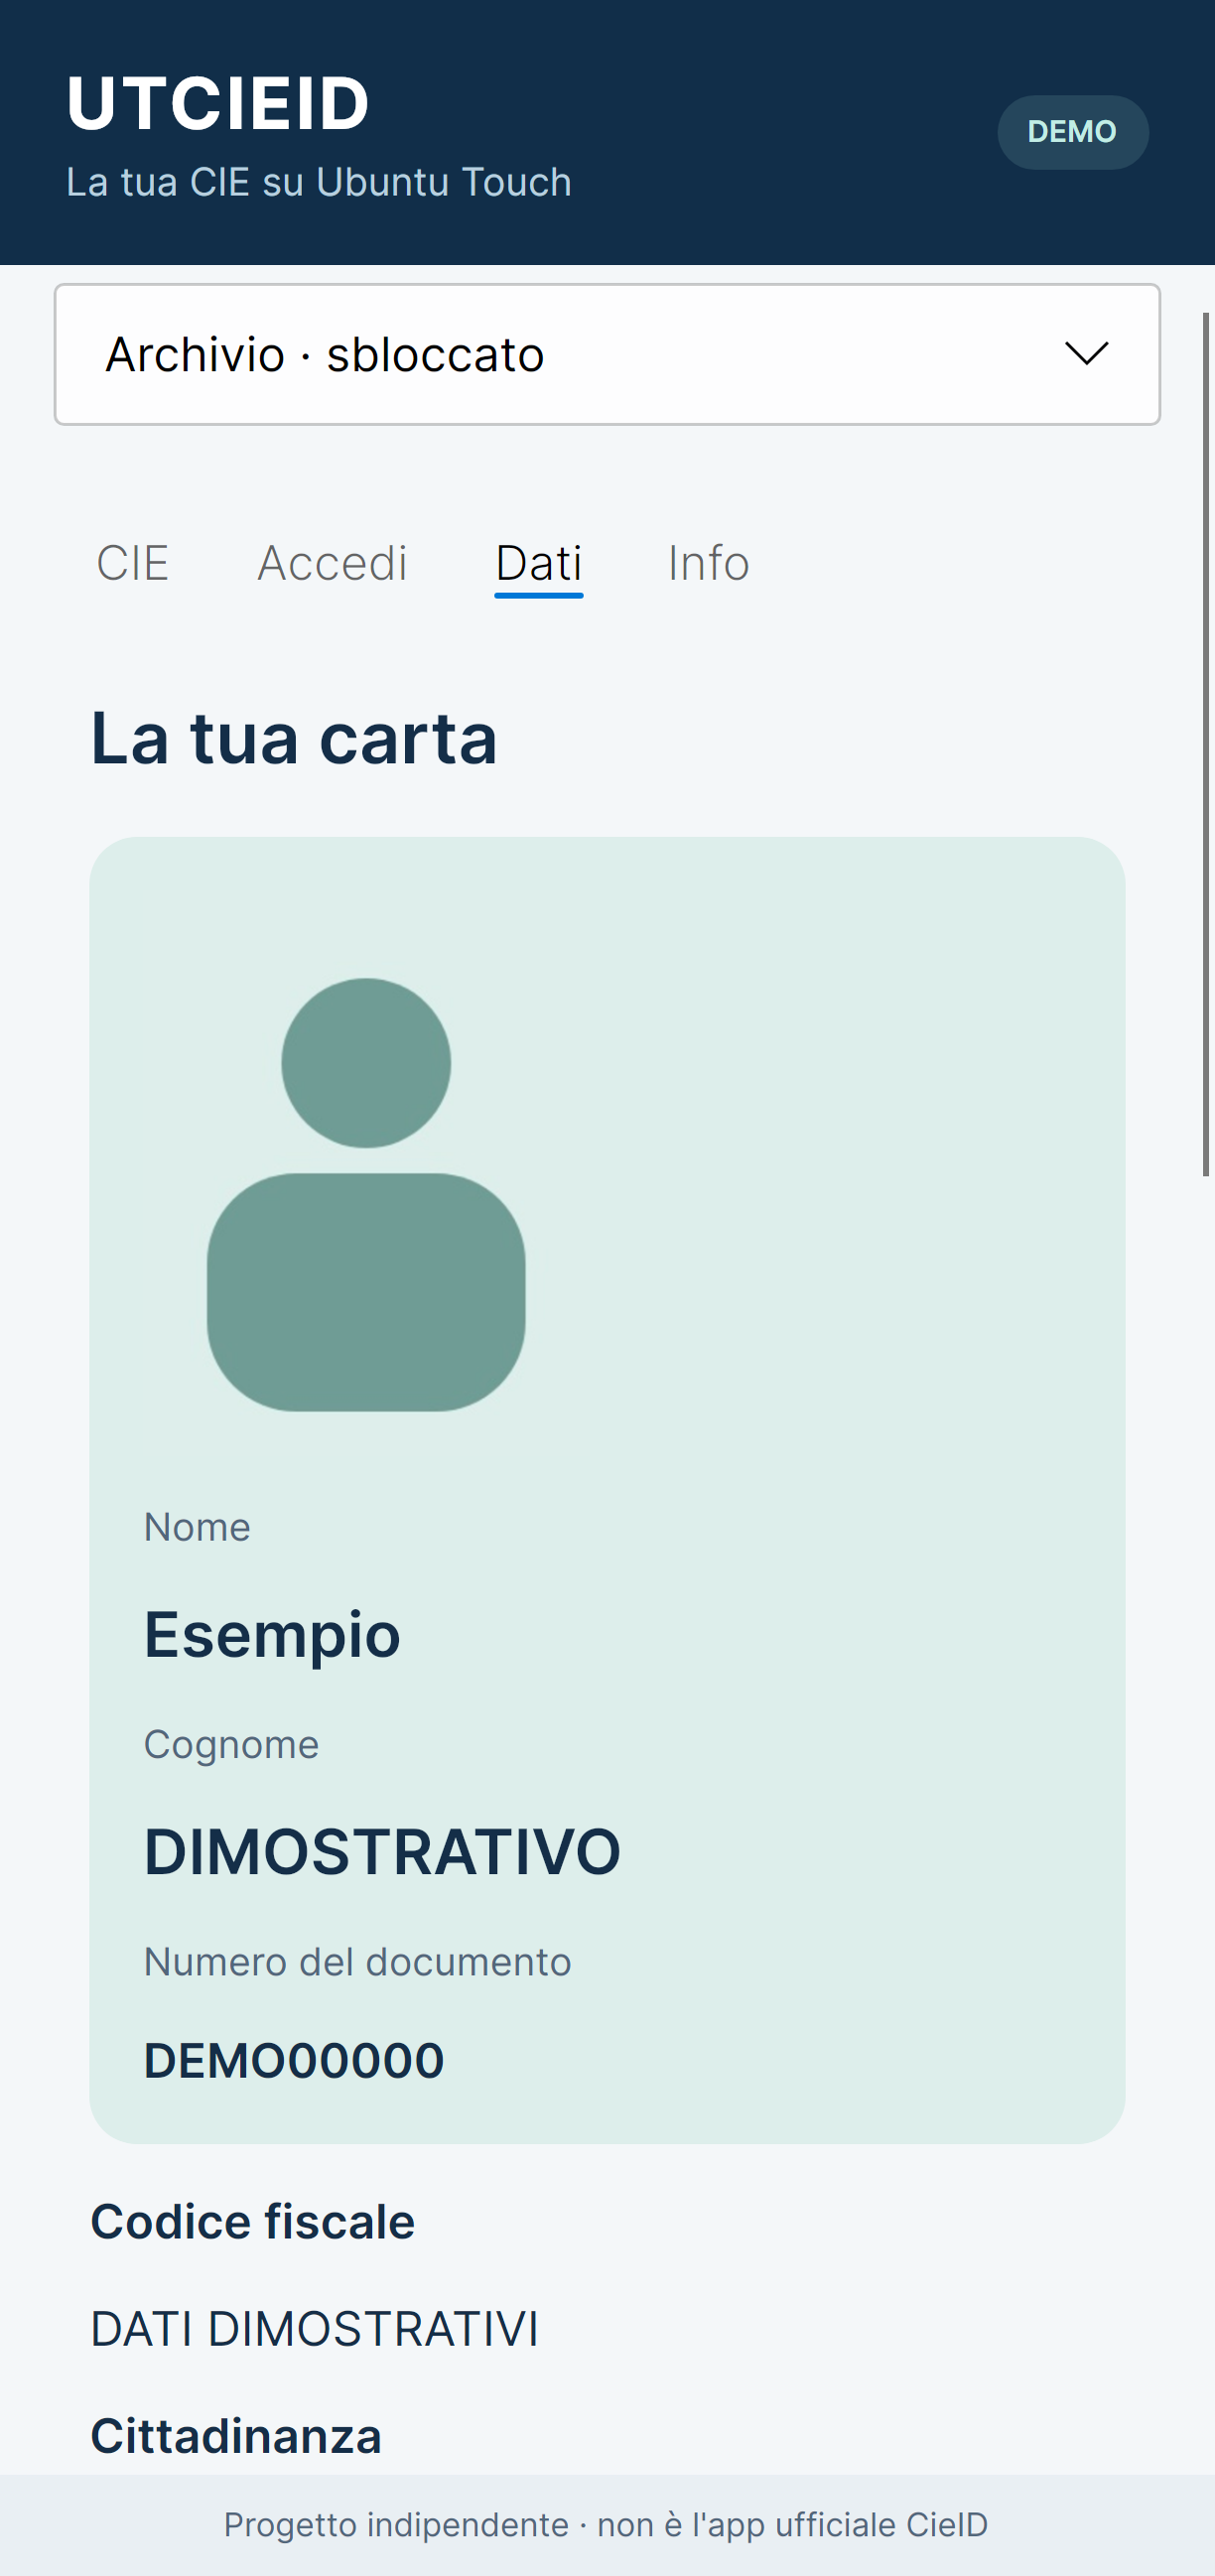 UTCIEID
La tua CIE su Ubuntu Touch
DEMO
Archivio · sbloccato
CIE Accedi Dati Info
La tua carta
Nome
Esempio
Cognome
DIMOSTRATIVO
Numero del documento
DEMO00000
Codice fiscale
DATI DIMOSTRATIVI
Cittadinanza
Progetto indipendente · non è l'app ufficiale CieID